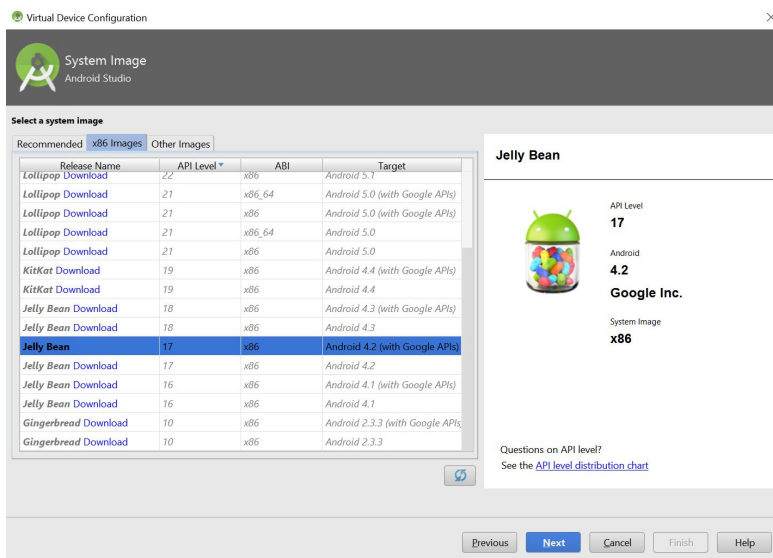 Virtual Device Configuration
System Image
Android Studio
Select a system image
Recommended x86 Images Other Images
Release Name API Level ABI Target
Lollipop Download 22 x86 Android 5.1
Lollipop Download 21 x86_64 Android 5.0 (with Google APIs)
Lollipop Download 21 x86 Android 5.0 (with Google APIs)
Lollipop Download 21 x86_64 Android 5.0
Lollipop Download 21 x86 Android 5.0
KitKat Download 19 x86 Android 4.4 (with Google APIs)
KitKat Download 19 x86 Android 4.4
Jelly Bean Download 18 x86 Android 4.3 (with Google APIs)
Jelly Bean Download 18 x86 Android 4.3
Jelly Bean 17 x86 Android 4.2 (with Google APIs)
Jelly Bean Download 17 x86 Android 4.2
Jelly Bean Download 16 x86 Android 4.1 (with Google APIs)
Jelly Bean Download 16 x86 Android 4.1
Gingerbread Download 10 x86 Android 2.3.3 (with Google APIs
Gingerbread Download 10 x86 Android 2.3.3
Jelly Bean
API Level
17
Android
4.2
Google Inc.
System Image
x86
Questions on API level?
See the API level distribution chart
Previous Next Cancel Finish Help